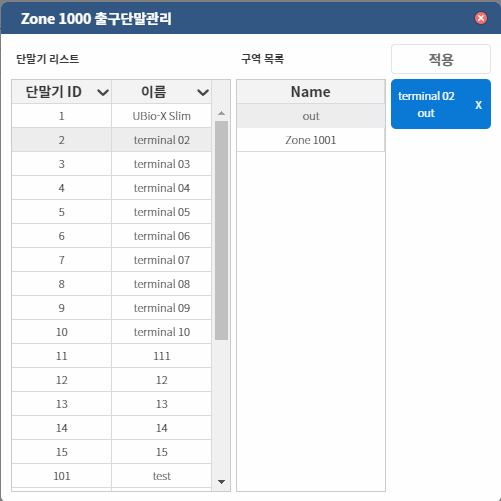 Zone 1000 출구단말관리
단말기 리스트
단말기 ID 이름
1 UBio-X Slim
2 terminal 02
3 terminal 03
4 terminal 04
5 terminal 05
6 terminal 06
7 terminal 07
8 terminal 08
9 terminal 09
10 terminal 10
11 111
12 12
13 13
14 14
15 15
101 test
구역 목록
Name
out
Zone 1001
적용
terminal 02
out
X